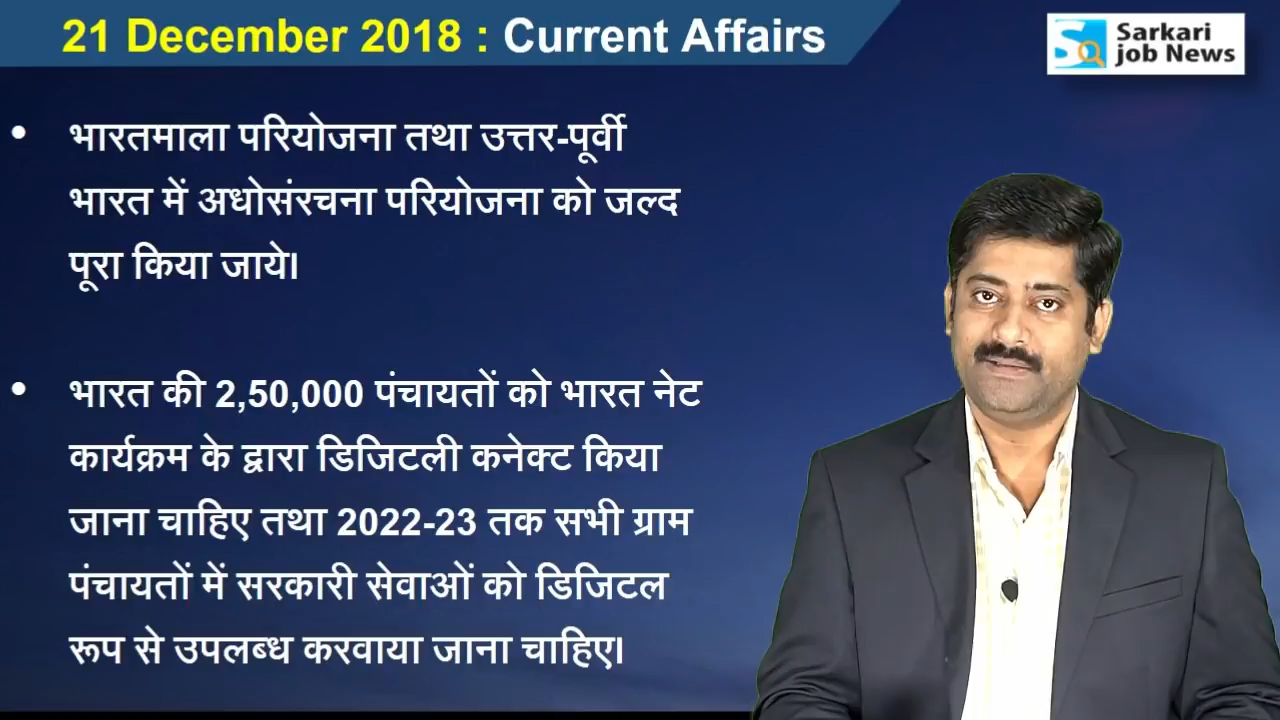 21 December 2018 : Current Affairs
Sarkari
Job News
• भारतमाला परियोजना तथा उत्तर-पूर्वी
भारत में अधोसंरचना परियोजना को जल्द
पूरा किया जाये।
• भारत की 2,50,000 पंचायतों को भारत नेट
कार्यक्रम के द्वारा डिजिटली कनेक्ट किया
जाना चाहिए तथा 2022-23 तक सभी ग्राम
पंचायतों में सरकारी सेवाओं को डिजिटल
रूप से उपलब्ध करवाया जाना चाहिए।